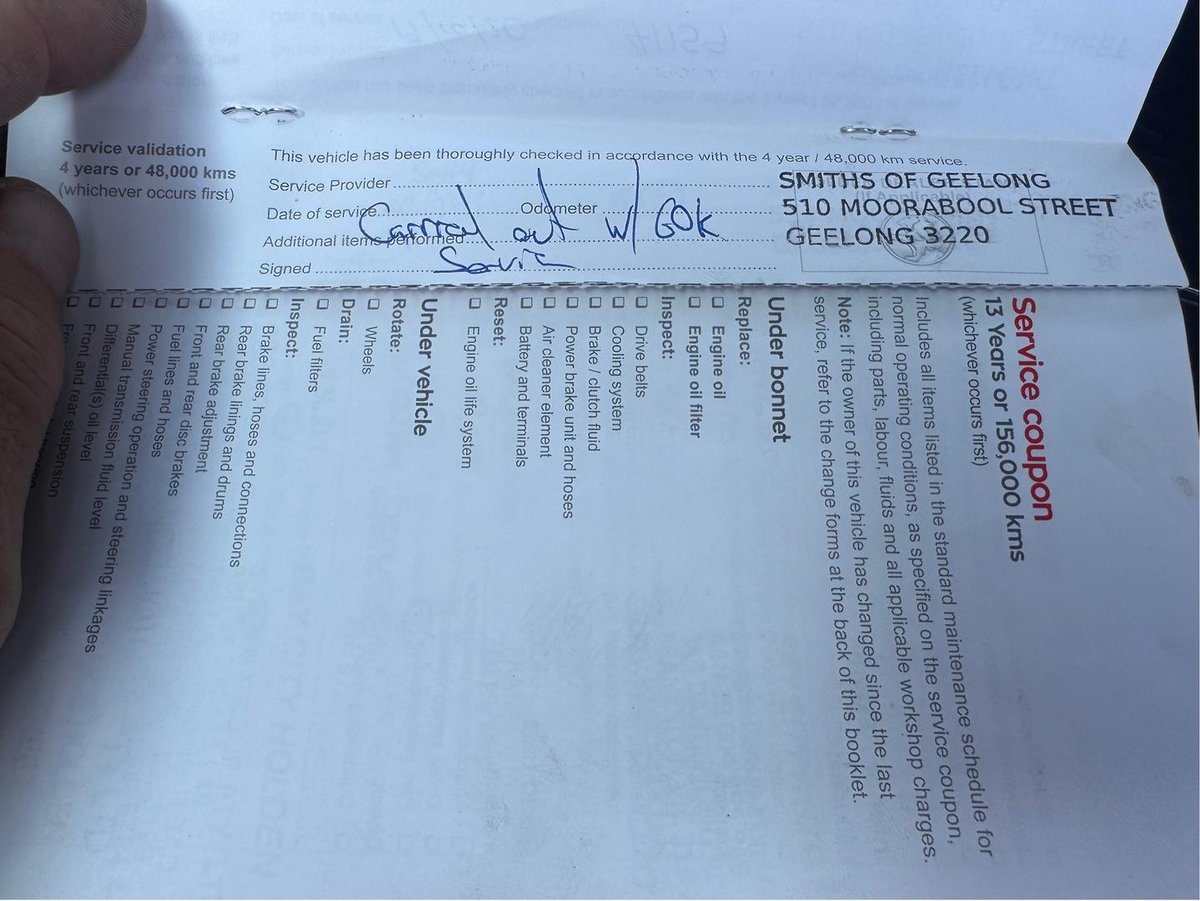 Service validation
4 years or 48,000 kms
(whichever occurs first)
This vehicle has been thoroughly checked in accordance with the 4 year / 48,000 km service.
Service Provider
Date of service Odometer
Additional items performed
Signed
Carried out w/ 60k
Service
SMITHS OF GEELONG
510 MOORABOOL STREET
GEELONG 3220
Service coupon
13 Years or 156,000 kms
(whichever occurs first)
Includes all items listed in the standard maintenance schedule for
normal operating conditions, as specified on the service coupon,
including parts, labour, fluids and all applicable workshop charges.
Note: If the owner of this vehicle has changed since the last
service, refer to the change forms at the back of this booklet.
Under bonnet
Replace:
Engine oil
Engine oil filter
Inspect:
Drive belts
Cooling system
Brake / clutch fluid
Power brake unit and hoses
Air cleaner element
Battery and terminals
Reset:
Engine oil life system
Under vehicle
Rotate:
Wheels
Drain:
Fuel filters
Inspect:
Brake lines, hoses and connections
Rear brake linings and drums
Rear brake adjustment
Front and rear disc brakes
Fuel lines and hoses
Power steering operation and steering linkages
Manual transmission fluid level
Differential(s) oil level
Front and rear suspension